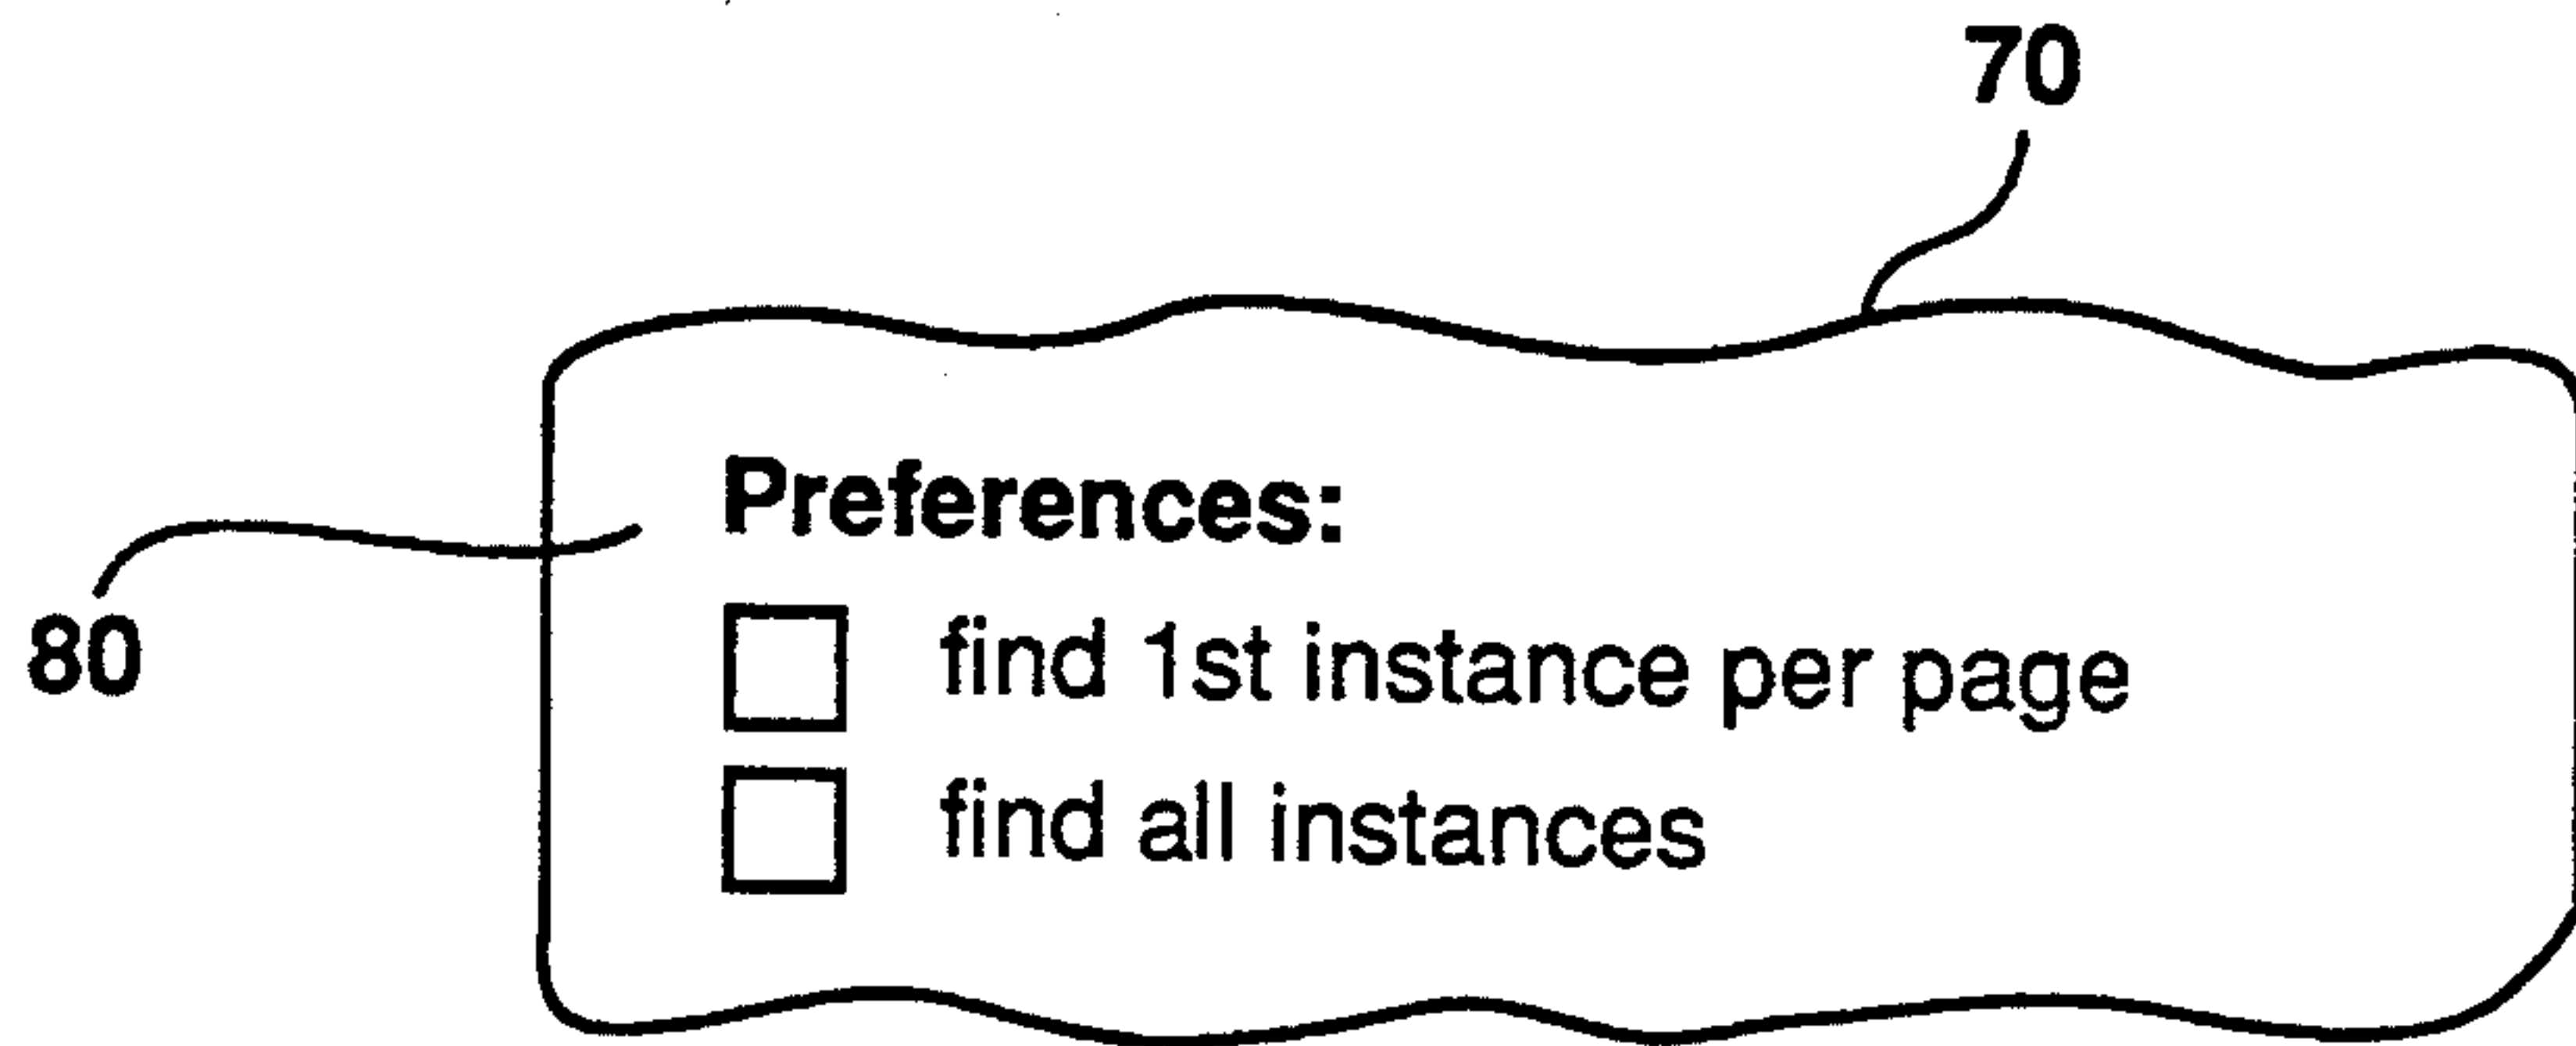 70
Preferences:
80
find 1st instance per page
find all instances